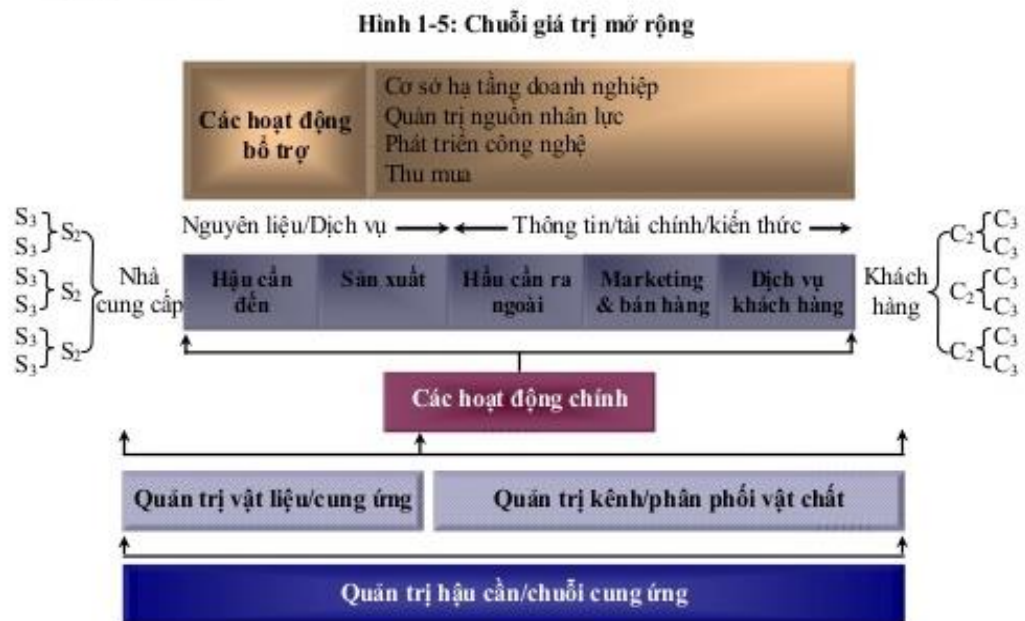 Hình 1-5: Chuỗi giá trị mở rộng
Các hoạt động
bổ trợ
Cơ sở hạ tầng doanh nghiệp
Quản trị nguồn nhân lực
Phát triển công nghệ
Thu mua
Nguyên liệu/Dịch vụ
Thông tin/tài chính/kiến thức
S₃
S₃
S₂
S₃
S₃
S₂
S₃
S₃
S₂
Nhà
cung cấp
Hậu cần
đến
Sản xuất
Hầu cần ra
ngoài
Marketing
& bán hàng
Dịch vụ
khách hàng
Khách
hàng
C₂
C₃
C₃
C₂
C₃
C₃
C₂
C₃
C₃
Các hoạt động chính
Quản trị vật liệu/cung ứng
Quản trị kênh/phân phối vật chất
Quản trị hậu cần/chuỗi cung ứng